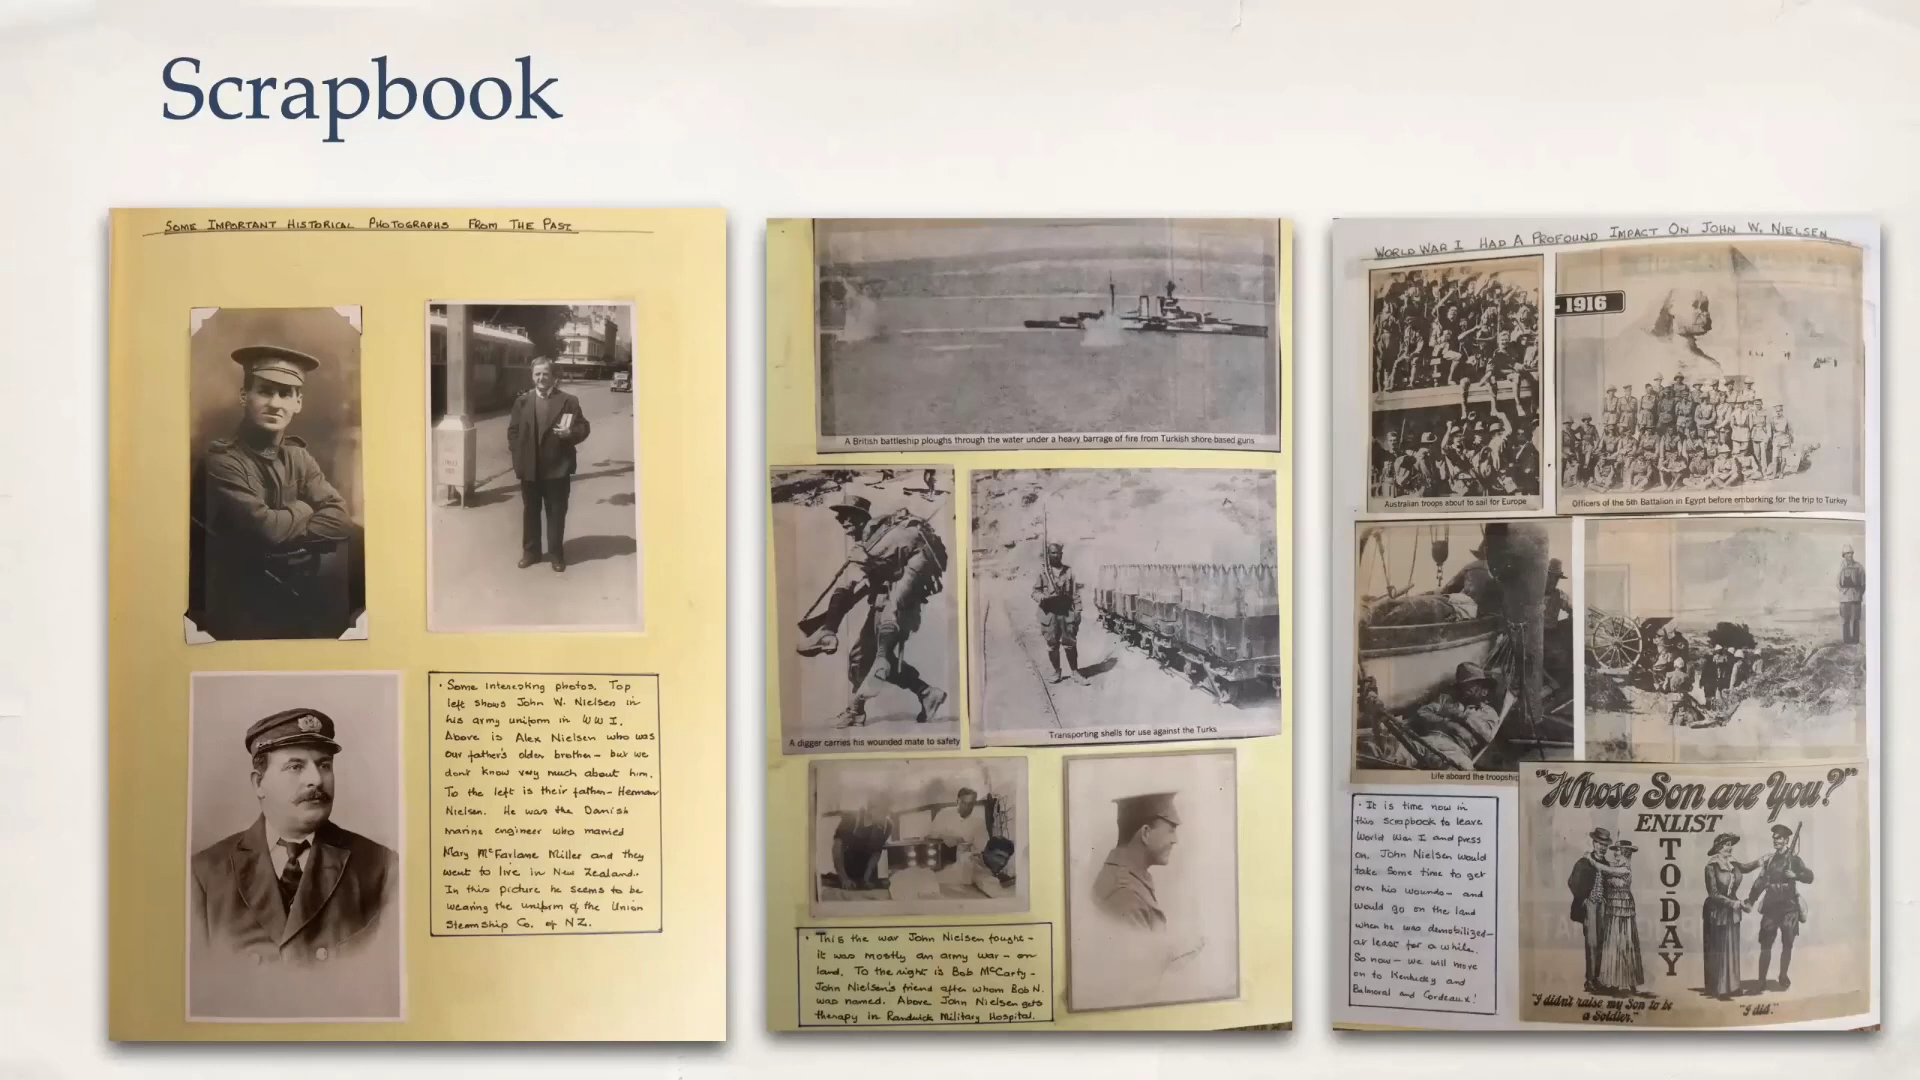 Scrapbook
SOME IMPORTANT HISTORICAL PHOTOGRAPHS FROM THE PAST
• Some interesting photos. Top
left shows John W. Nielsen in
his army uniform in WW I.
Above is Alex Nielsen who was
our father's older brother - but we
don't know very much about him.
To the left is their father - Herman
Nielsen. He was the Danish
marine engineer who married
Mary McFarlane Miller and they
went to live in New Zealand.
In this picture he seems to be
wearing the uniform of the Union
Steamship Co. of NZ.
A British battleship ploughs through the water under a heavy barrage of fire from Turkish shore-based guns
A digger carries his wounded mate to safety
Transporting shells for use against the Turks
• This the war John Nielsen fought -
it was mostly an army war - on
land. To the right is Bob McCarty -
John Nielsen's friend after whom Bob N.
was named. Above John Nielsen gets
therapy in Randwick Military Hospital.
WORLD WAR I HAD A PROFOUND IMPACT ON JOHN W. NIELSEN
- 1916
Australian troops about to sail for Europe
Officers of the 5th Battalion in Egypt before embarking for the trip to Turkey
Life aboard the troopship
• It is time now in
this scrapbook to leave
World War I and press
on. John Nielsen would
take some time to get
over his wounds - and
would go on the land
when he was demobilized -
at least for a while.
So now - we will move
on to Kentucky and
Balmoral and Cordeaux!
"Whose Son are You?"
ENLIST
TO-DAY
"I didn't raise my Son to be
a Soldier."
"I did."